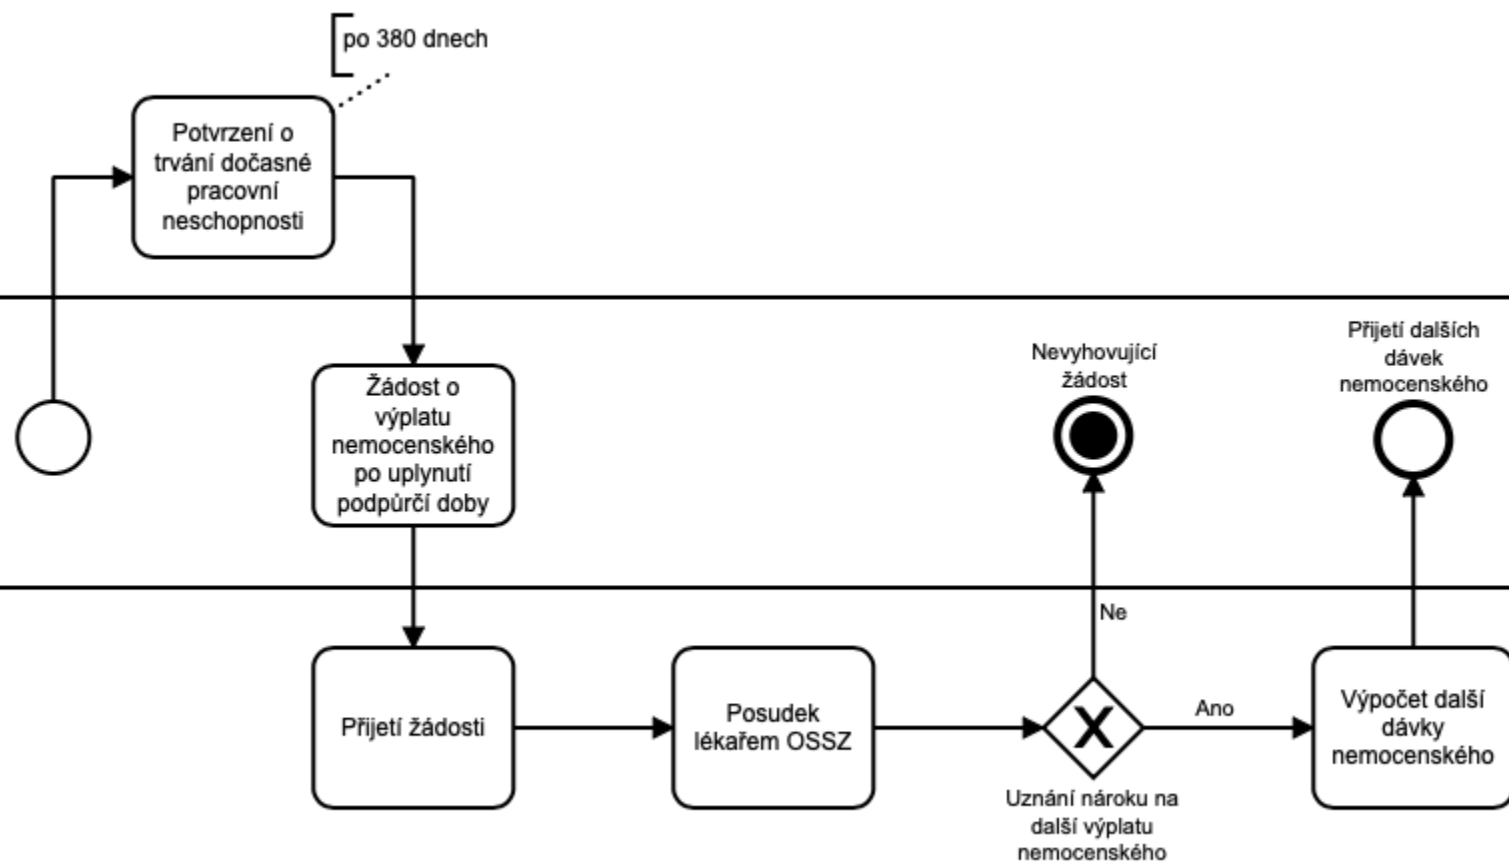 po 380 dnech
Potvrzení o
trvání dočasné
pracovní
neschopnosti
Žádost o
výplatu
nemocenského
po uplynutí
podpůrčí doby
Nevyhovující
žádost
Přijetí dalších
dávek
nemocenského
Ne
Přijetí žádosti
Posudek
lékařem OSSZ
X
Ano
Výpočet další
dávky
nemocenského
Uznání nároku na
další výplatu
nemocenského